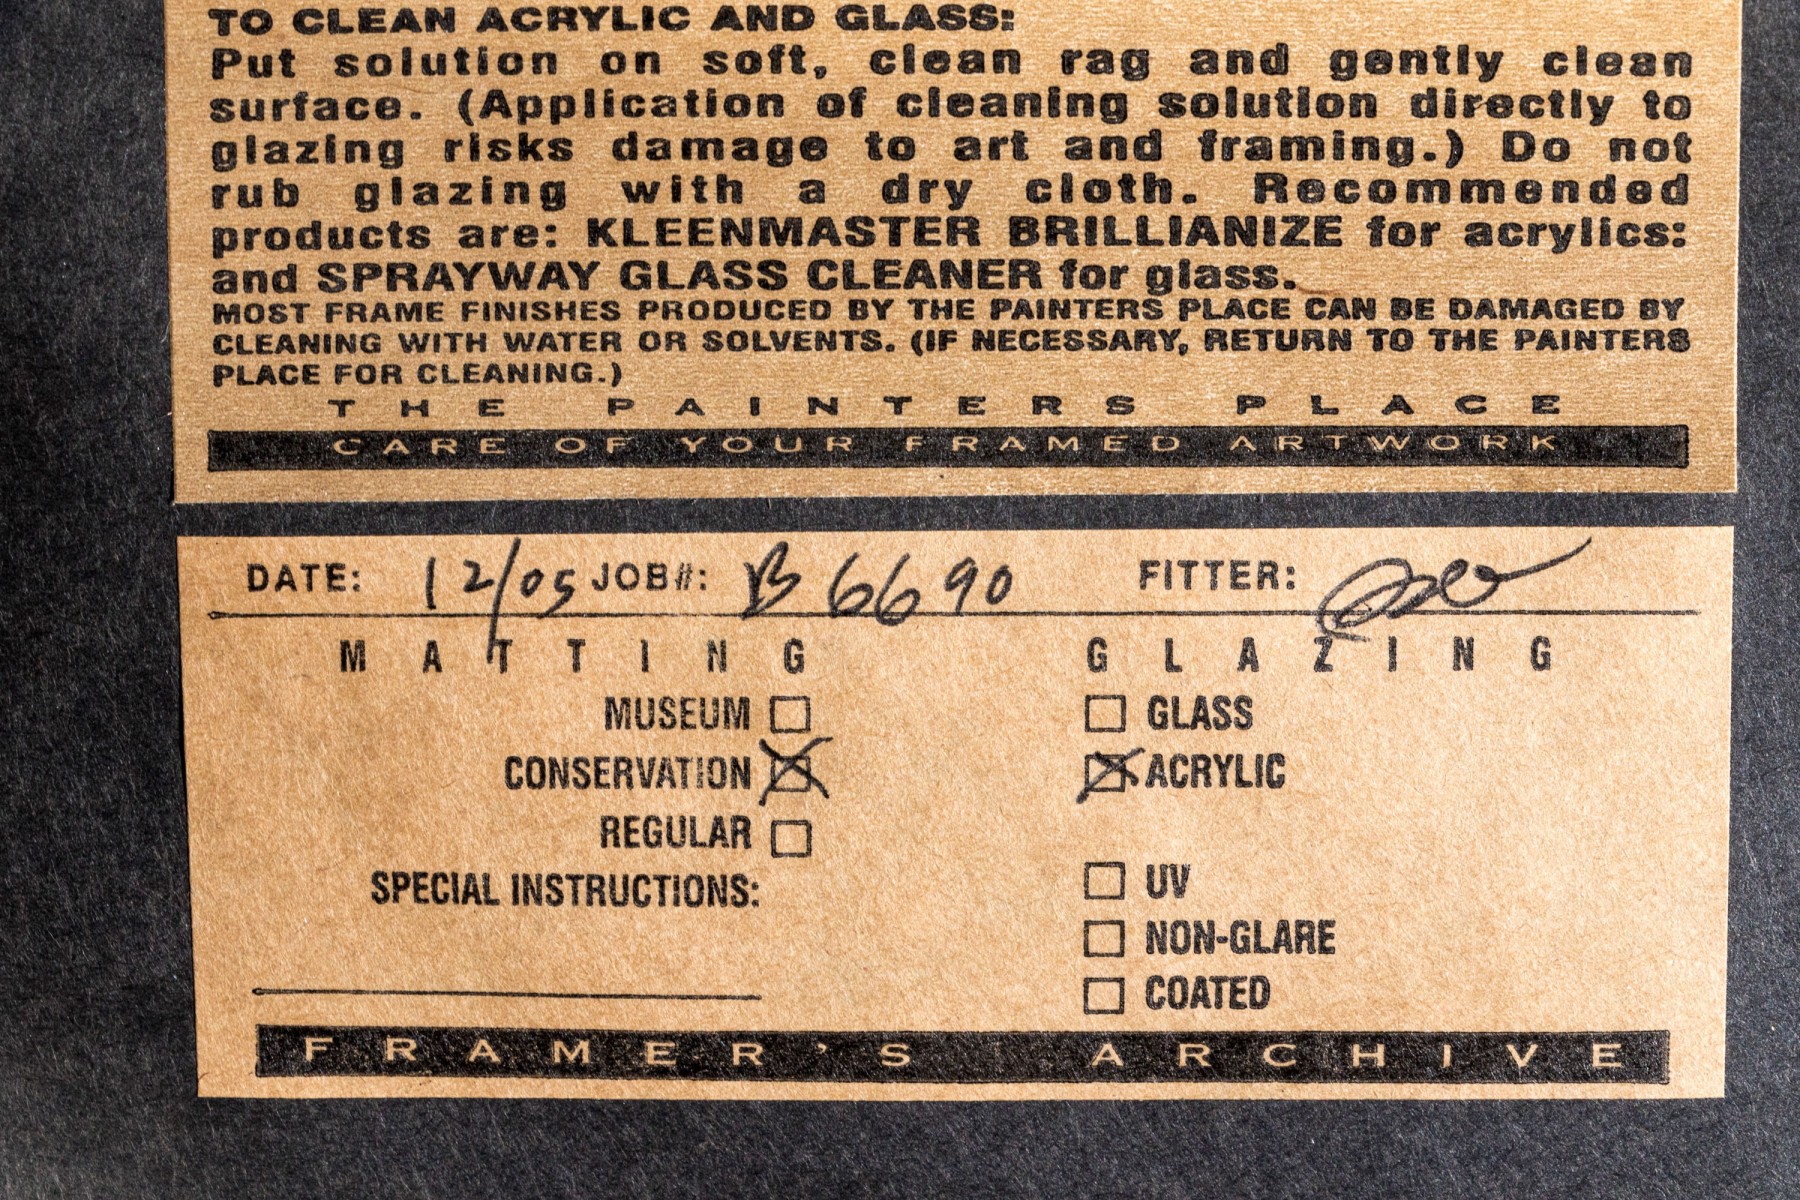 TO CLEAN ACRYLIC AND GLASS:
Put solution on soft, clean rag and gently clean
surface. (Application of cleaning solution directly to
glazing risks damage to art and framing.) Do not
rub glazing with a dry cloth. Recommended
products are: KLEENMASTER BRILLIANIZE for acrylics:
and SPRAYWAY GLASS CLEANER for glass.
MOST FRAME FINISHES PRODUCED BY THE PAINTERS PLACE CAN BE DAMAGED BY
CLEANING WITH WATER OR SOLVENTS. (IF NECESSARY, RETURN TO THE PAINTERS
PLACE FOR CLEANING.)
THE PAINTERS PLACE
CARE OF YOUR FRAMED ARTWORK
DATE: 12/05 JOB#: B6690 FITTER:
MATTING GLAZING
MUSEUM GLASS
CONSERVATION ACRYLIC
REGULAR
UV
SPECIAL INSTRUCTIONS:
NON-GLARE
COATED
FRAMER'S ARCHIVE